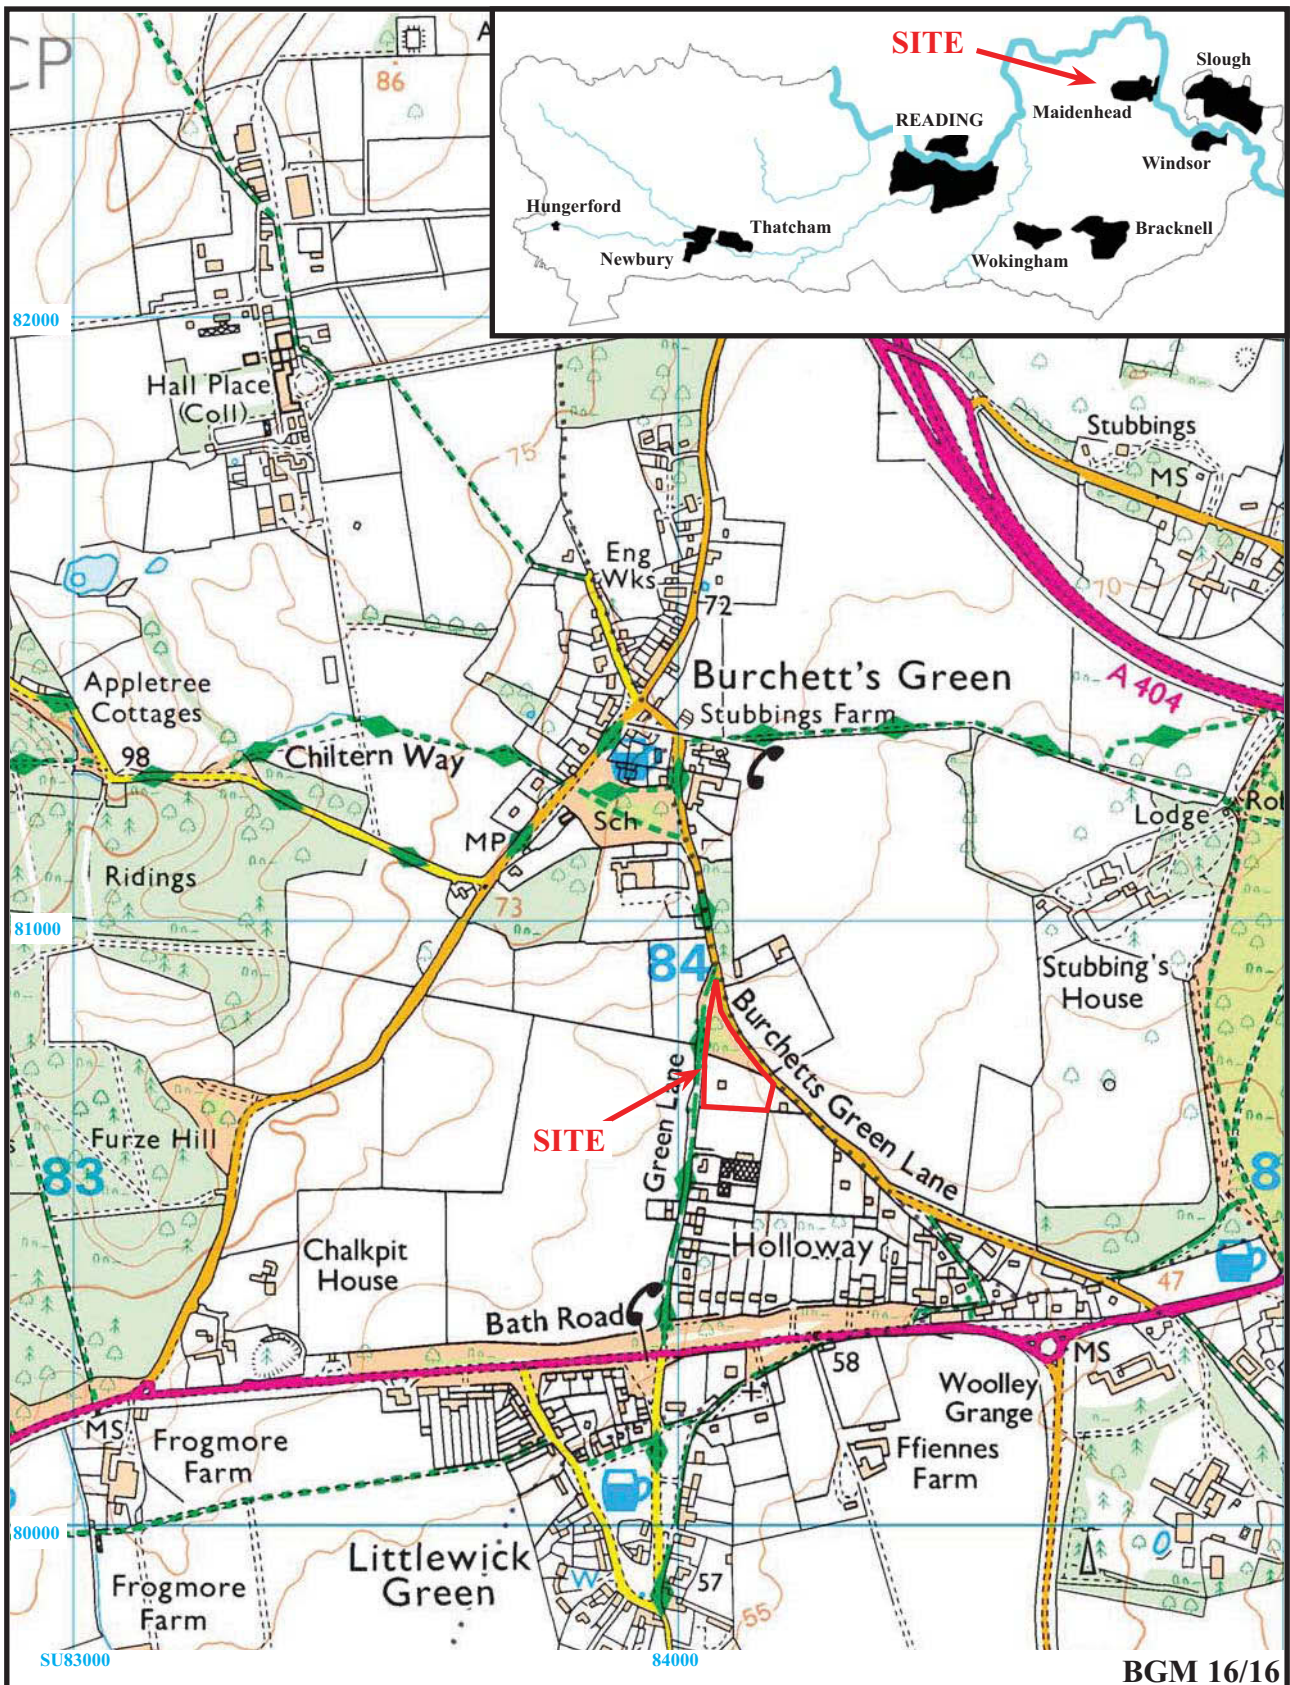 CP
86
A
SITE
Slough
READING
Maidenhead
Windsor
Hungerford
Thatcham
Newbury
Bracknell
Wokingham
82000
Hall Place
(Coll)
75
Stubbings
MS
Eng
Wks
72
70
A 404
Burchett's Green
Stubbings Farm
Appletree
Cottages
98
Chiltern Way
MP
Sch
Lodge
Rot
Ridings
73
81000
84
Stubbing's
House
Burchetts Green Lane
Green Lane
SITE
Furze Hill
83
8
Chalkpit
House
Holloway
47
Bath Road
58
MS
Woolley
Grange
MS
Frogmore
Farm
Ffiennes
Farm
80000
Littlewick
Green
W
57
Frogmore
Farm
55
SU83000
84000
BGM 16/16